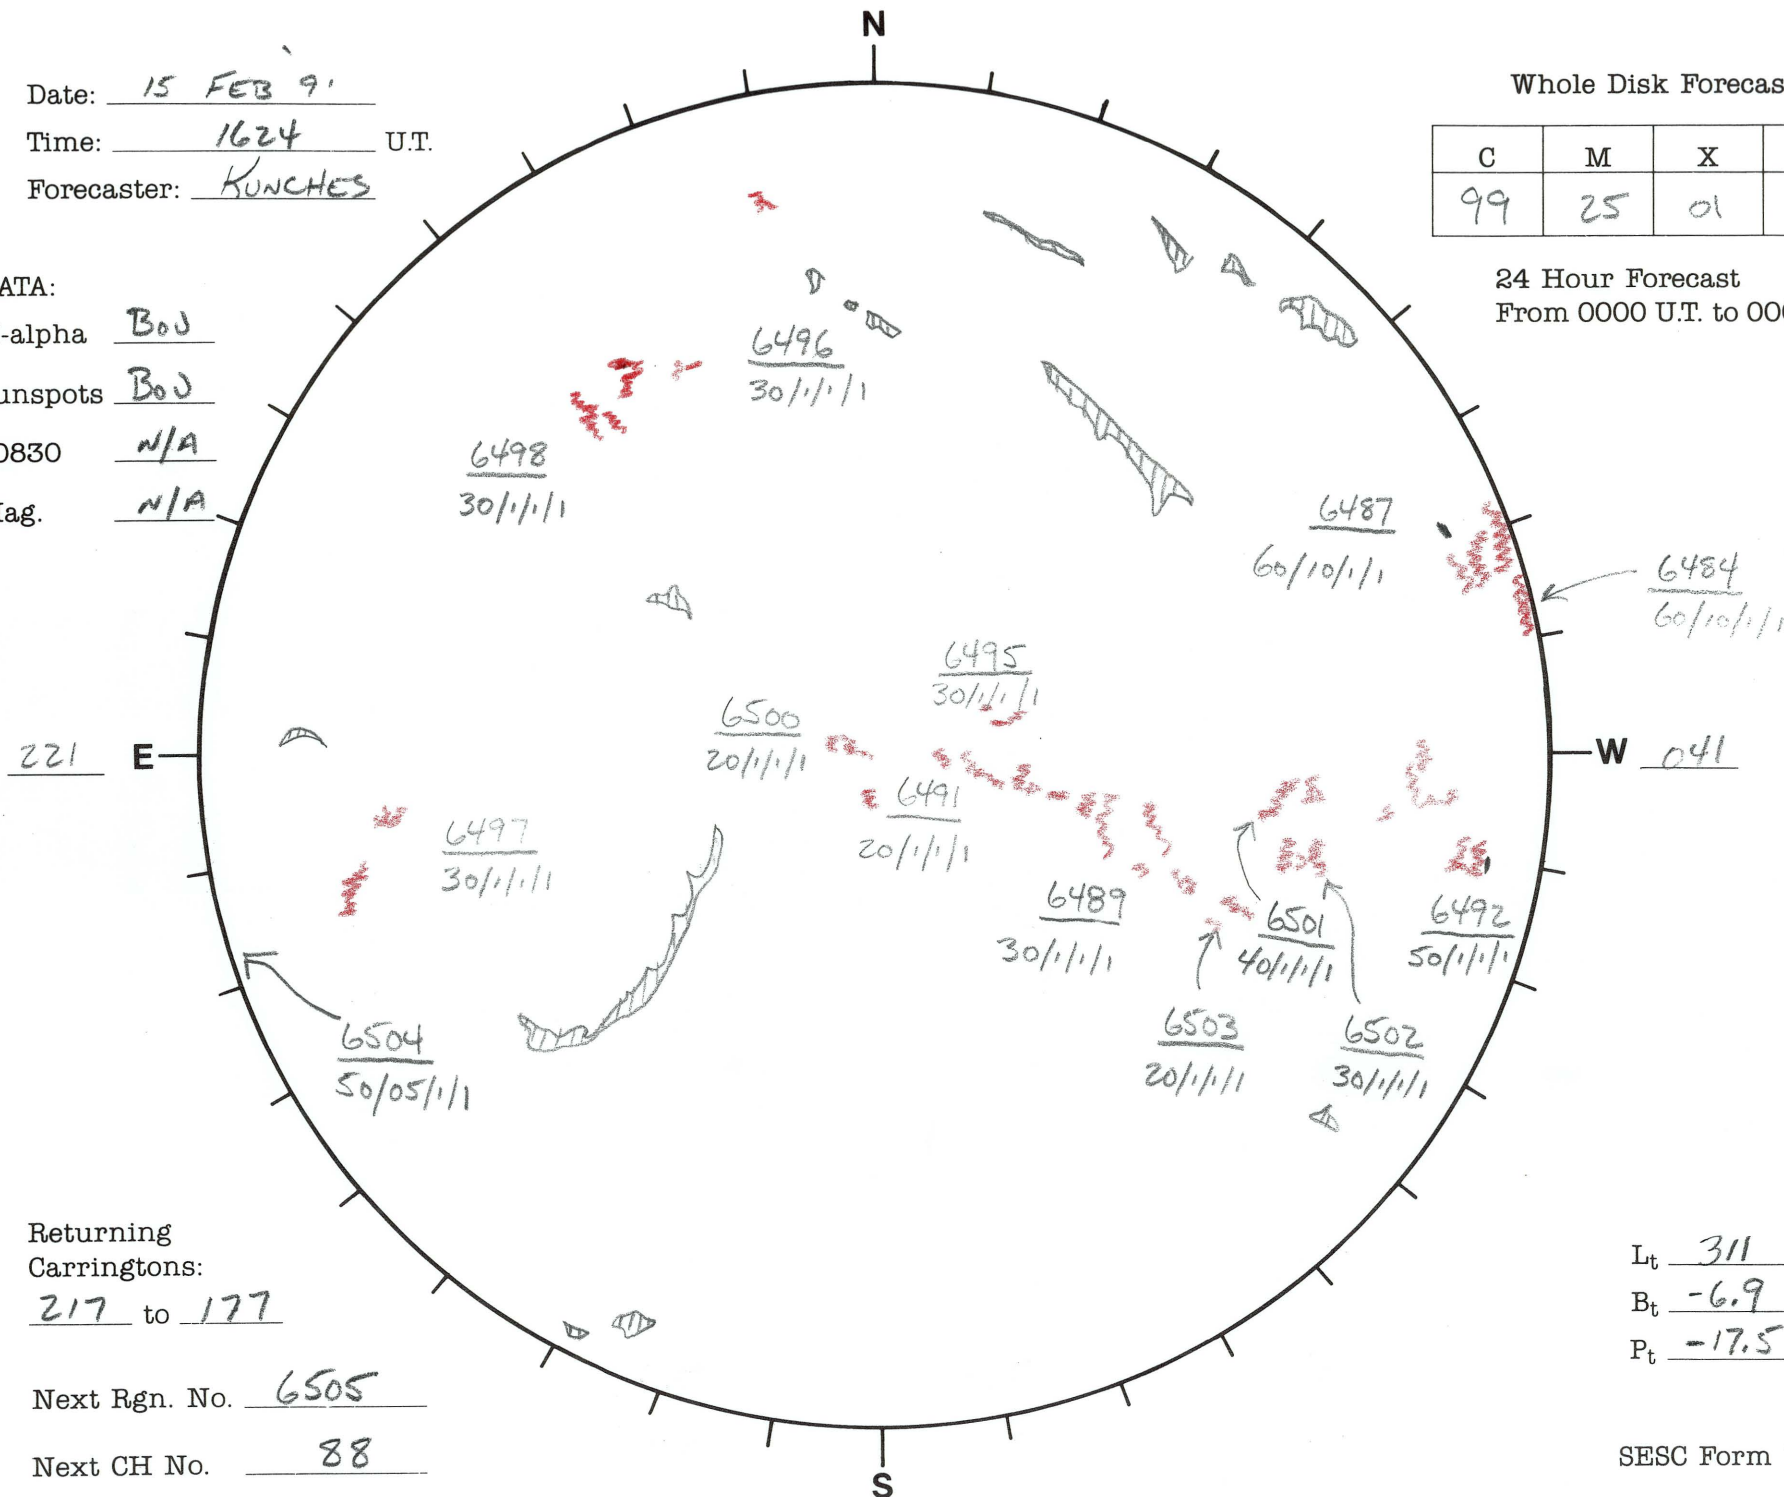 N
Date: 15 FEB '9'
Time: 1624 U.T.
Forecaster: KUNCHES
Whole Disk Forecas
C M X
99 25 01
24 Hour Forecast
From 0000 U.T. to 000
ATA:
-alpha BOU
unspots BOU
0830 N/A
Mag. N/A
6496
30/1/1/1
6498
30/1/1/1
6487
60/10/1/1
6484
60/10/1/1
6495
30/1/1/1
6500
20/1/1/1
221 E
W 041
6491
20/1/1/1
6497
30/1/1/1
6489
30/1/1/1
6501
40/1/1/1
6492
50/1/1/1
6504
50/05/1/1
6503
20/1/1/1
6502
30/1/1/1
Returning
Carringtons:
217 to 177
Next Rgn. No. 6505
Next CH No. 88
Lt 311
Bt -6.9
Pt -17.5
SESC Form
S